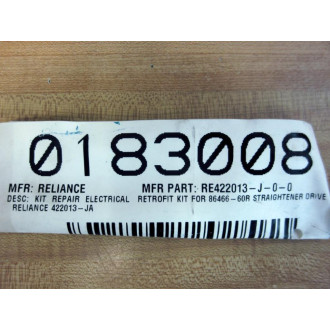 0183008
MFR: RELIANCE MFR PART: RE422013-J-0-0
DESC: KIT REPAIR ELECTRICAL RETROFIT KIT FOR 86466-60R STRAIGHTENER DRIVE
RELIANCE 422013-JA